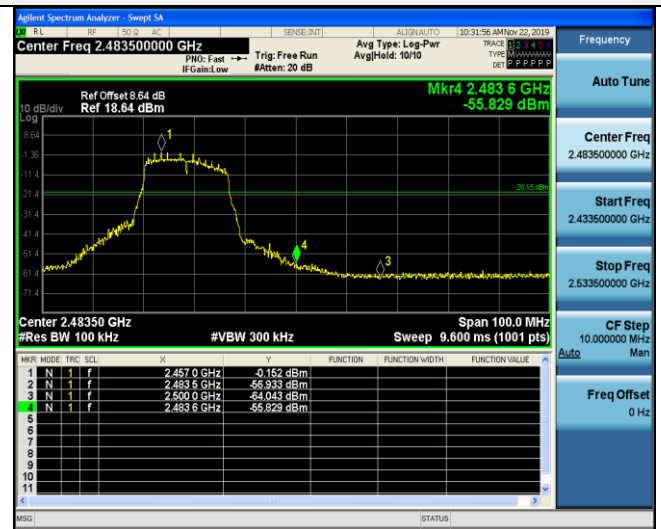 Agilent Spectrum Analyzer - Swept SA
RL RF 50 Ω AC SENSE:INT ALIGN AUTO 10:31:56 AM Nov 22, 2019
Center Freq 2.483500000 GHz
PNO: Fast
IFGain:Low
Trig: Free Run
#Atten: 20 dB
Avg Type: Log-Pwr
Avg|Hold: 10/10
TRACE 1 2 3 4 5 6
TYPE
DET P P P P P P
Ref Offset 8.64 dB
10 dB/div Ref 18.64 dBm
Log
Mkr4 2.483 6 GHz
-55.829 dBm
8.64
-1.36
-11.4
-21.4
-31.4
-41.4
-51.4
-61.4
-71.4
1
4
3
-20.15 dBm
Center 2.48350 GHz Span 100.0 MHz
#Res BW 100 kHz #VBW 300 kHz Sweep 9.600 ms (1001 pts)
MKR MODE TRC SCL X Y FUNCTION FUNCTION WIDTH FUNCTION VALUE
1 N 1 f 2.457 0 GHz -0.152 dBm
2 N 1 f 2.483 5 GHz -56.933 dBm
3 N 1 f 2.500 0 GHz -64.043 dBm
4 N 1 f 2.483 6 GHz -55.829 dBm
5
6
7
8
9
10
11
MSG STATUS
Frequency
Auto Tune
Center Freq
2.483500000 GHz
Start Freq
2.433500000 GHz
Stop Freq
2.533500000 GHz
CF Step
10.000000 MHz
Auto Man
Freq Offset
0 Hz